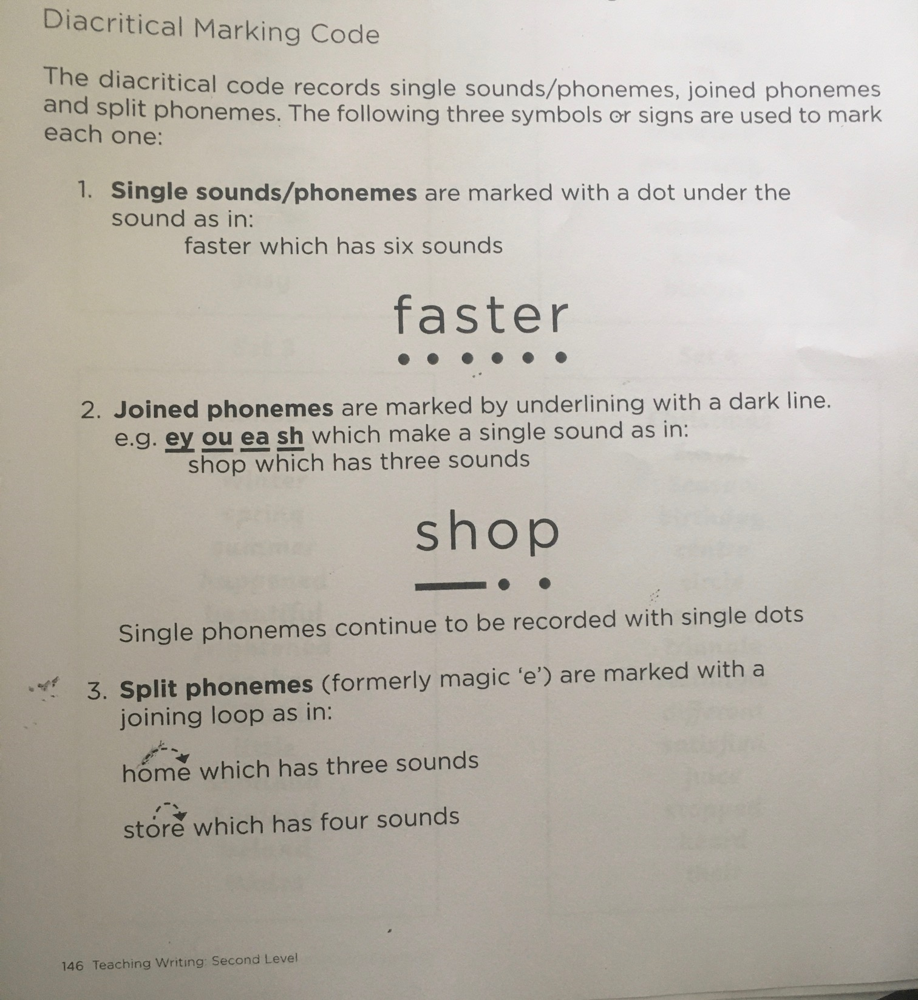 Diacritical Marking Code
The diacritical code records single sounds/phonemes, joined phonemes
and split phonemes. The following three symbols or signs are used to mark
each one:
1. Single sounds/phonemes are marked with a dot under the
sound as in:
faster which has six sounds
faster
2. Joined phonemes are marked by underlining with a dark line.
e.g. ey ou ea sh which make a single sound as in:
shop which has three sounds
shop
Single phonemes continue to be recorded with single dots
3. Split phonemes (formerly magic ‘e’) are marked with a
joining loop as in:
home which has three sounds
store which has four sounds
146 Teaching Writing: Second Level